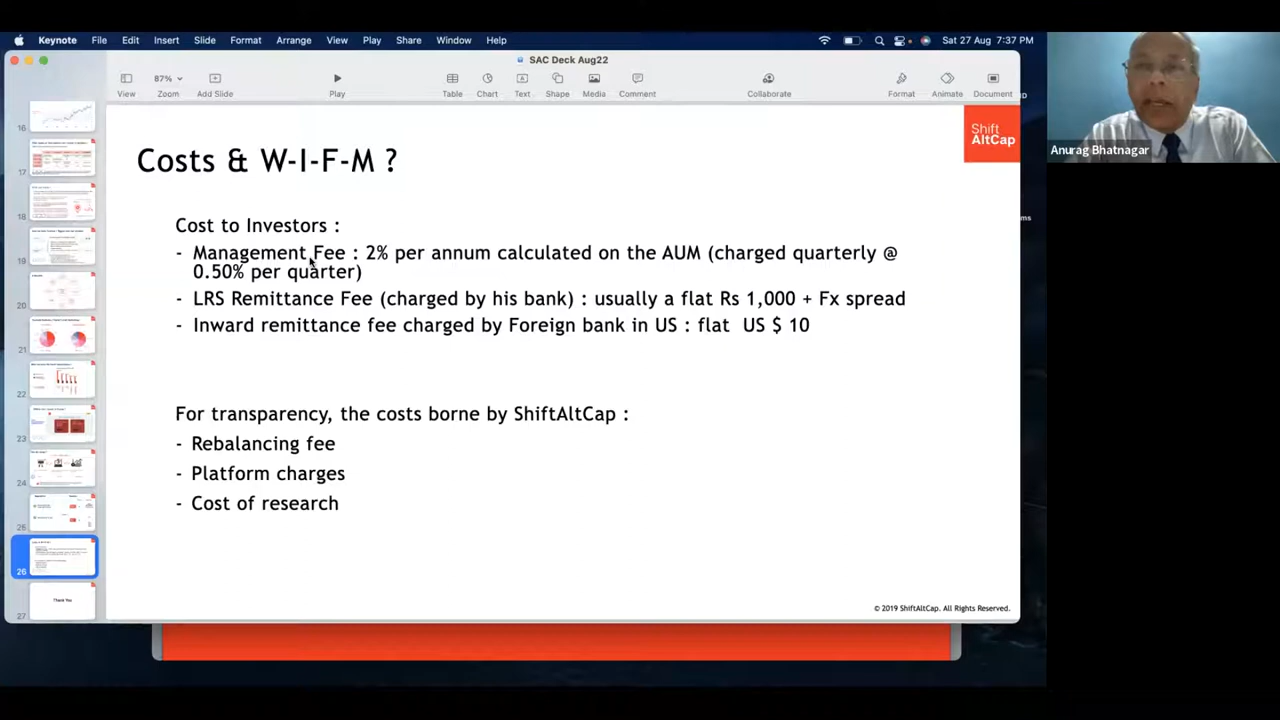 Keynote File Edit Insert Slide Format Arrange View Play Share Window Help Sat 27 Aug 7:37 PM
SAC Deck Aug22
87%
View Zoom Add Slide Play Table Chart Text Shape Media Comment Collaborate Format Animate Document
Shift
AltCap
Anurag Bhatnagar
Costs & W-I-F-M ?
Cost to Investors :
- Management Fee : 2% per annum calculated on the AUM (charged quarterly @
0.50% per quarter)
- LRS Remittance Fee (charged by his bank) : usually a flat Rs 1,000 + Fx spread
- Inward remittance fee charged by Foreign bank in US : flat US $ 10
For transparency, the costs borne by ShiftAltCap :
- Rebalancing fee
- Platform charges
- Cost of research
© 2019 ShiftAltCap. All Rights Reserved.
16
17
18
19
20
21
22
23
24
25
26
Thank You
27